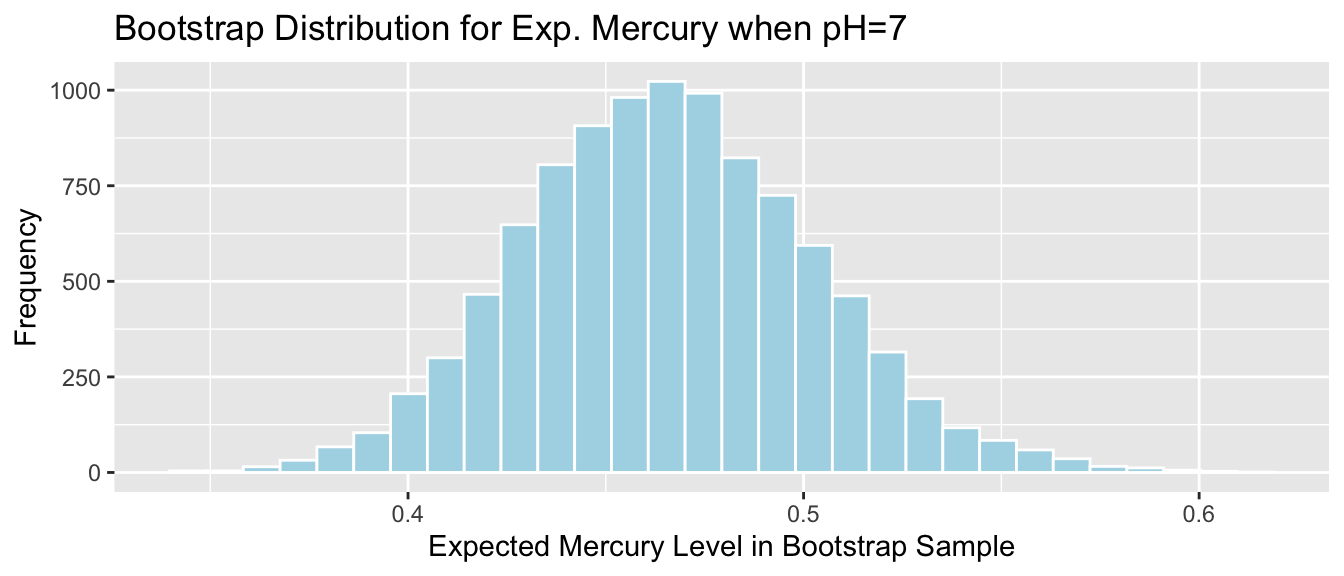 Bootstrap Distribution for Exp. Mercury when pH=7
1000
750
500
250
0
Frequency
0.4 0.5 0.6
Expected Mercury Level in Bootstrap Sample